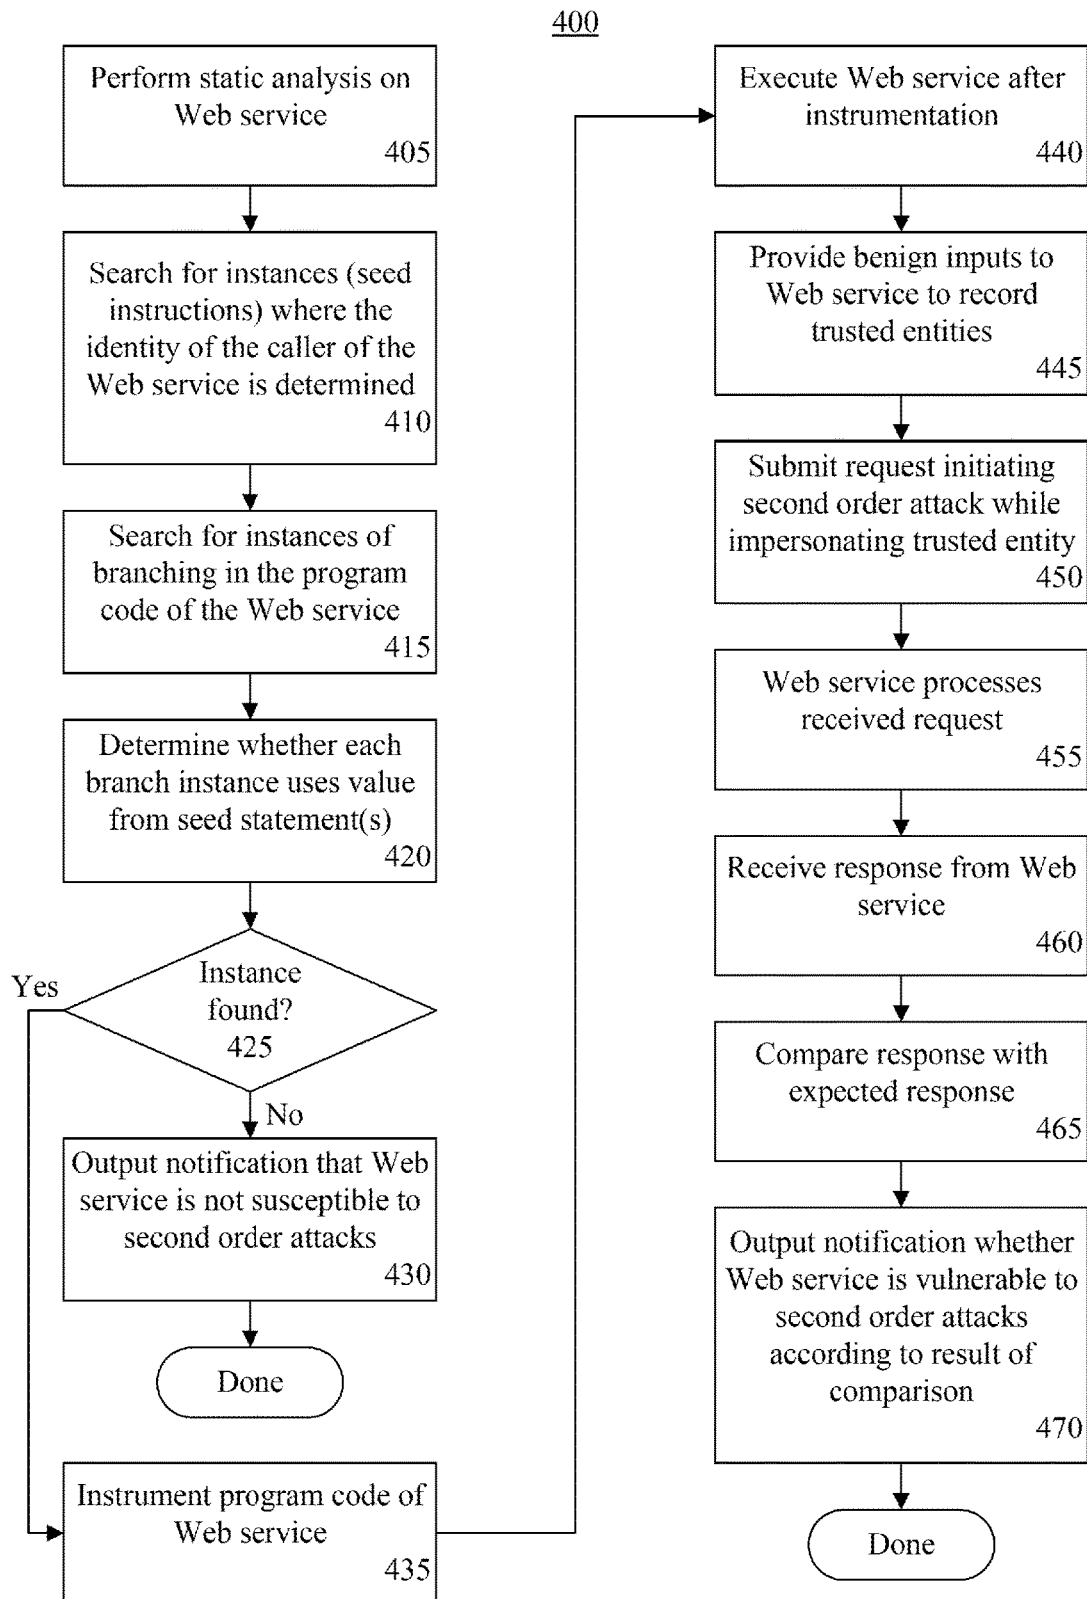 400
Perform static analysis on
Web service
405
Search for instances (seed
instructions) where the
identity of the caller of the
Web service is determined
410
Search for instances of
branching in the program
code of the Web service
415
Determine whether each
branch instance uses value
from seed statement(s)
420
Instance
found?
425
Yes
No
Output notification that Web
service is not susceptible to
second order attacks
430
Done
Instrument program code of
Web service
435
Execute Web service after
instrumentation
440
Provide benign inputs to
Web service to record
trusted entities
445
Submit request initiating
second order attack while
impersonating trusted entity
450
Web service processes
received request
455
Receive response from Web
service
460
Compare response with
expected response
465
Output notification whether
Web service is vulnerable to
second order attacks
according to result of
comparison
470
Done